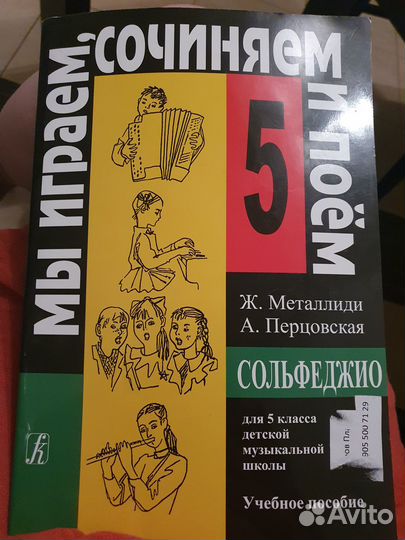 МЫ ИГРАЕМ, СОЧИНЯЕМ И ПОЁМ
5
Ж. Металлиди
А. Перцовская
СОЛЬФЕДЖИО
для 5 класса
детской
музыкальной
школы
Учебное пособие
905 500 71 29
Avito